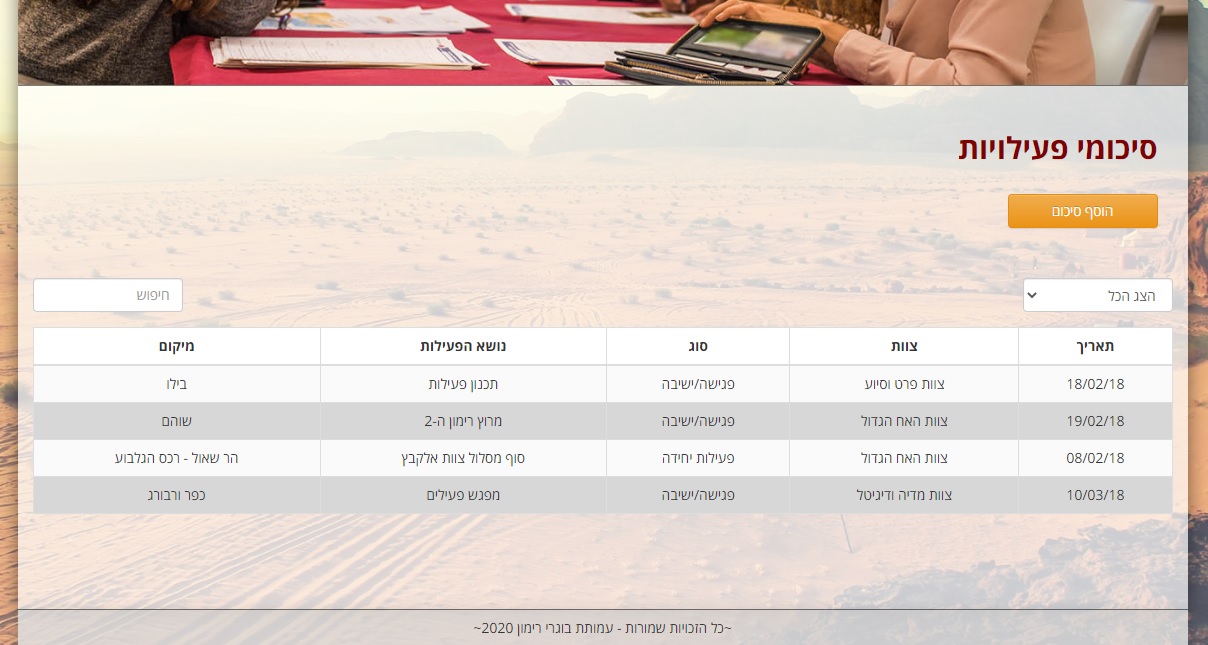 סיכומי פעילויות
הוסף סיכום
הצג הכל חיפוש
תאריך צוות סוג נושא הפעילות מיקום
18/02/18 צוות פרט וסיוע פגישה/ישיבה תכנון פעילות בילו
19/02/18 צוות האח הגדול פגישה/ישיבה מרוץ רימון ה-2 שוהם
08/02/18 צוות האח הגדול פעילות יחידה סוף מסלול צוות אלקבץ הר שאול - רכס הגלבוע
10/03/18 צוות מדיה ודיגיטל פגישה/ישיבה מפגש פעילים כפר ורבורג
~כל הזכויות שמורות - עמותת בוגרי רימון 2020~